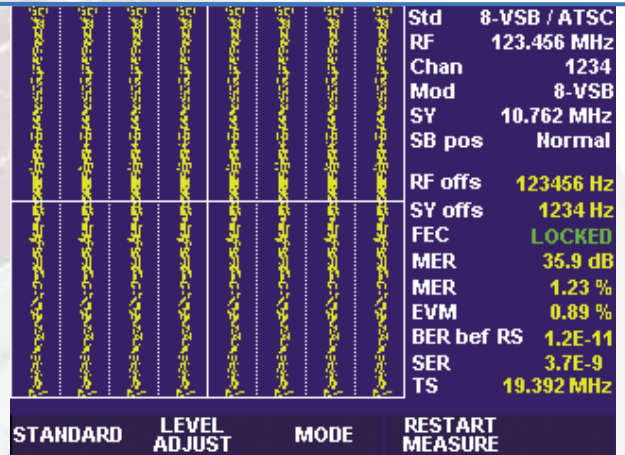 Std 8-VSB / ATSC
RF 123.456 MHz
Chan 1234
Mod 8-VSB
SY 10.762 MHz
SB pos Normal
RF offs 123456 Hz
SY offs 1234 Hz
FEC LOCKED
MER 35.9 dB
MER 1.23 %
EVM 0.89 %
BER bef RS 1.2E-11
SER 3.7E-9
TS 19.392 MHz
STANDARD LEVEL ADJUST MODE RESTART MEASURE